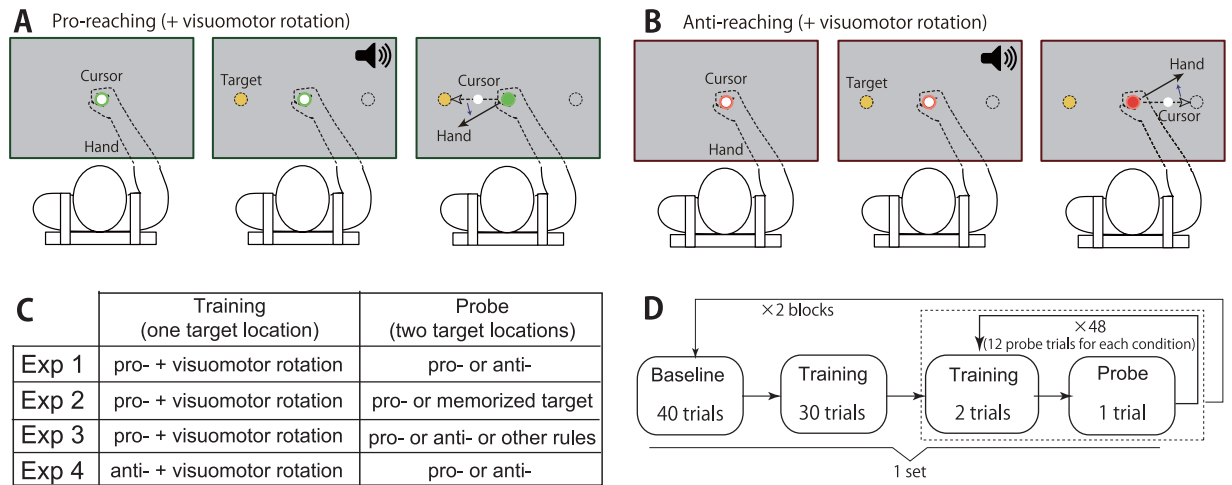 A Pro-reaching (+ visuomotor rotation)
Cursor
Hand
Target
Cursor
Hand
B Anti-reaching (+ visuomotor rotation)
Cursor
Hand
Target
Hand
Cursor
C
Training
(one target location)
Probe
(two target locations)
Exp 1 pro- + visuomotor rotation pro- or anti-
Exp 2 pro- + visuomotor rotation pro- or memorized target
Exp 3 pro- + visuomotor rotation pro- or anti- or other rules
Exp 4 anti- + visuomotor rotation pro- or anti-
D
×2 blocks
×48
(12 probe trials for each condition)
Baseline
40 trials
Training
30 trials
Training
2 trials
Probe
1 trial
1 set